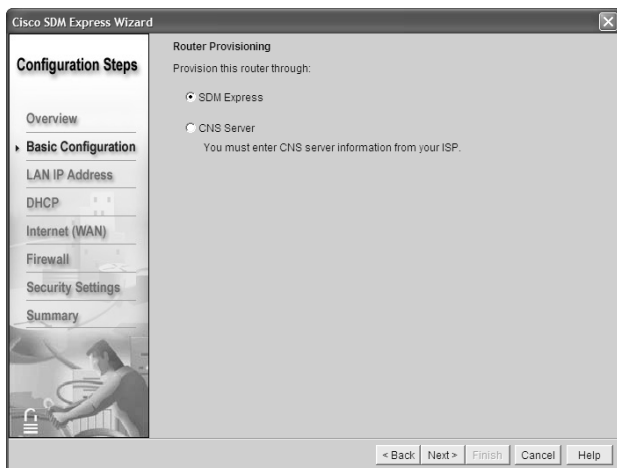 Cisco SDM Express Wizard
Configuration Steps
Overview
Basic Configuration
LAN IP Address
DHCP
Internet (WAN)
Firewall
Security Settings
Summary
Router Provisioning
Provision this router through:
SDM Express
CNS Server
You must enter CNS server information from your ISP.
< Back
Next >
Finish
Cancel
Help